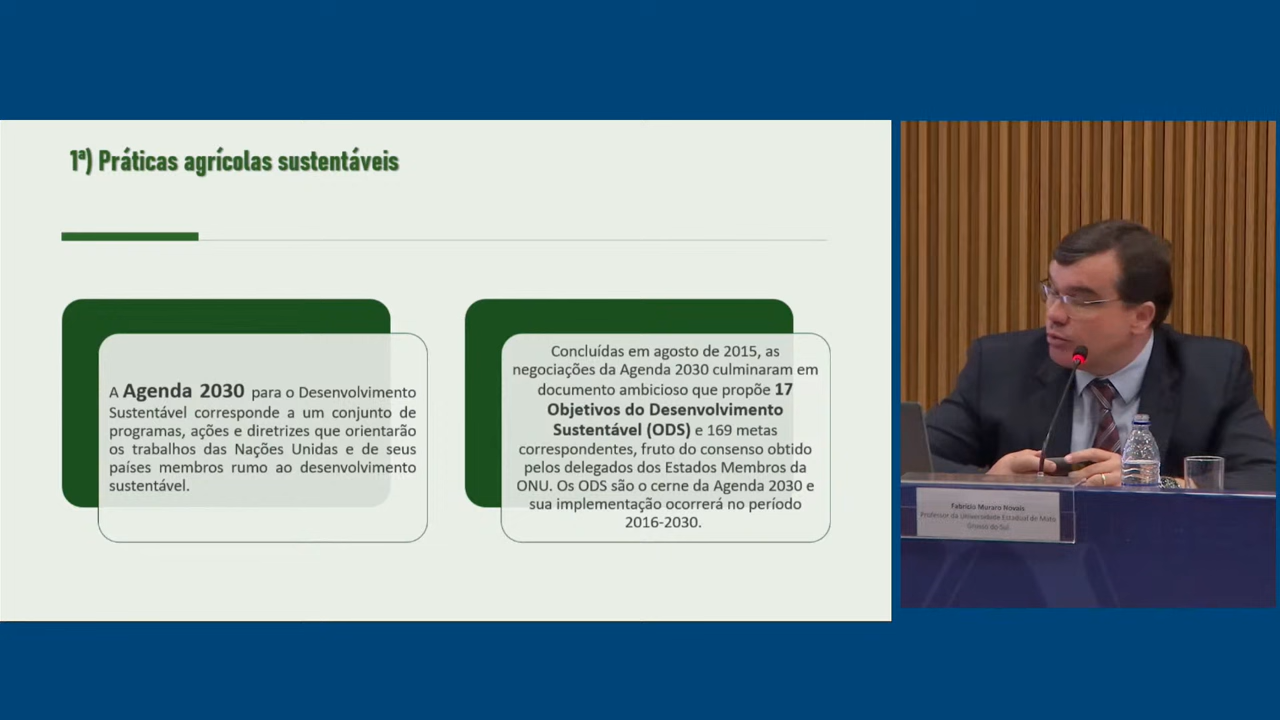 1ª) Práticas agrícolas sustentáveis
A Agenda 2030 para o Desenvolvimento
Sustentável corresponde a um conjunto de
programas, ações e diretrizes que orientarão
os trabalhos das Nações Unidas e de seus
países membros rumo ao desenvolvimento
sustentável.
Concluídas em agosto de 2015, as
negociações da Agenda 2030 culminaram em
documento ambicioso que propõe 17
Objetivos do Desenvolvimento
Sustentável (ODS) e 169 metas
correspondentes, fruto do consenso obtido
pelos delegados dos Estados Membros da
ONU. Os ODS são o cerne da Agenda 2030 e
sua implementação ocorrerá no período
2016-2030.
Fabricio Muraro Novais
Professor da Universidade Estadual de Mato
Grosso do Sul